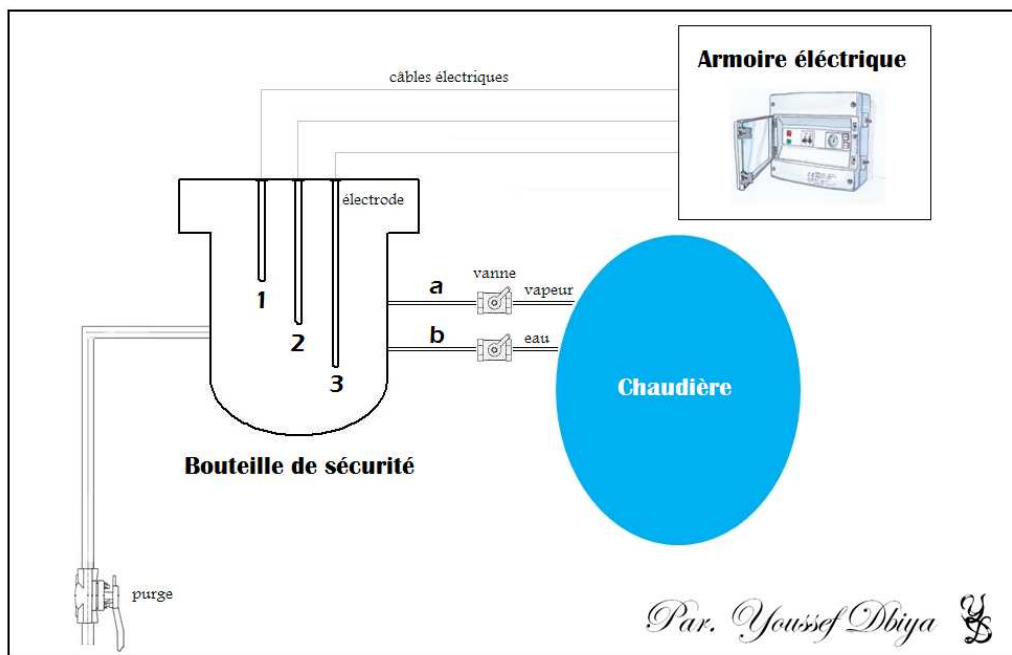 Armoire éléctrique
câbles électriques
électrode
1
2
3
a
vanne
vapeur
b
eau
Chaudière
Bouteille de sécurité
purge
Par. Youssef Dbiya